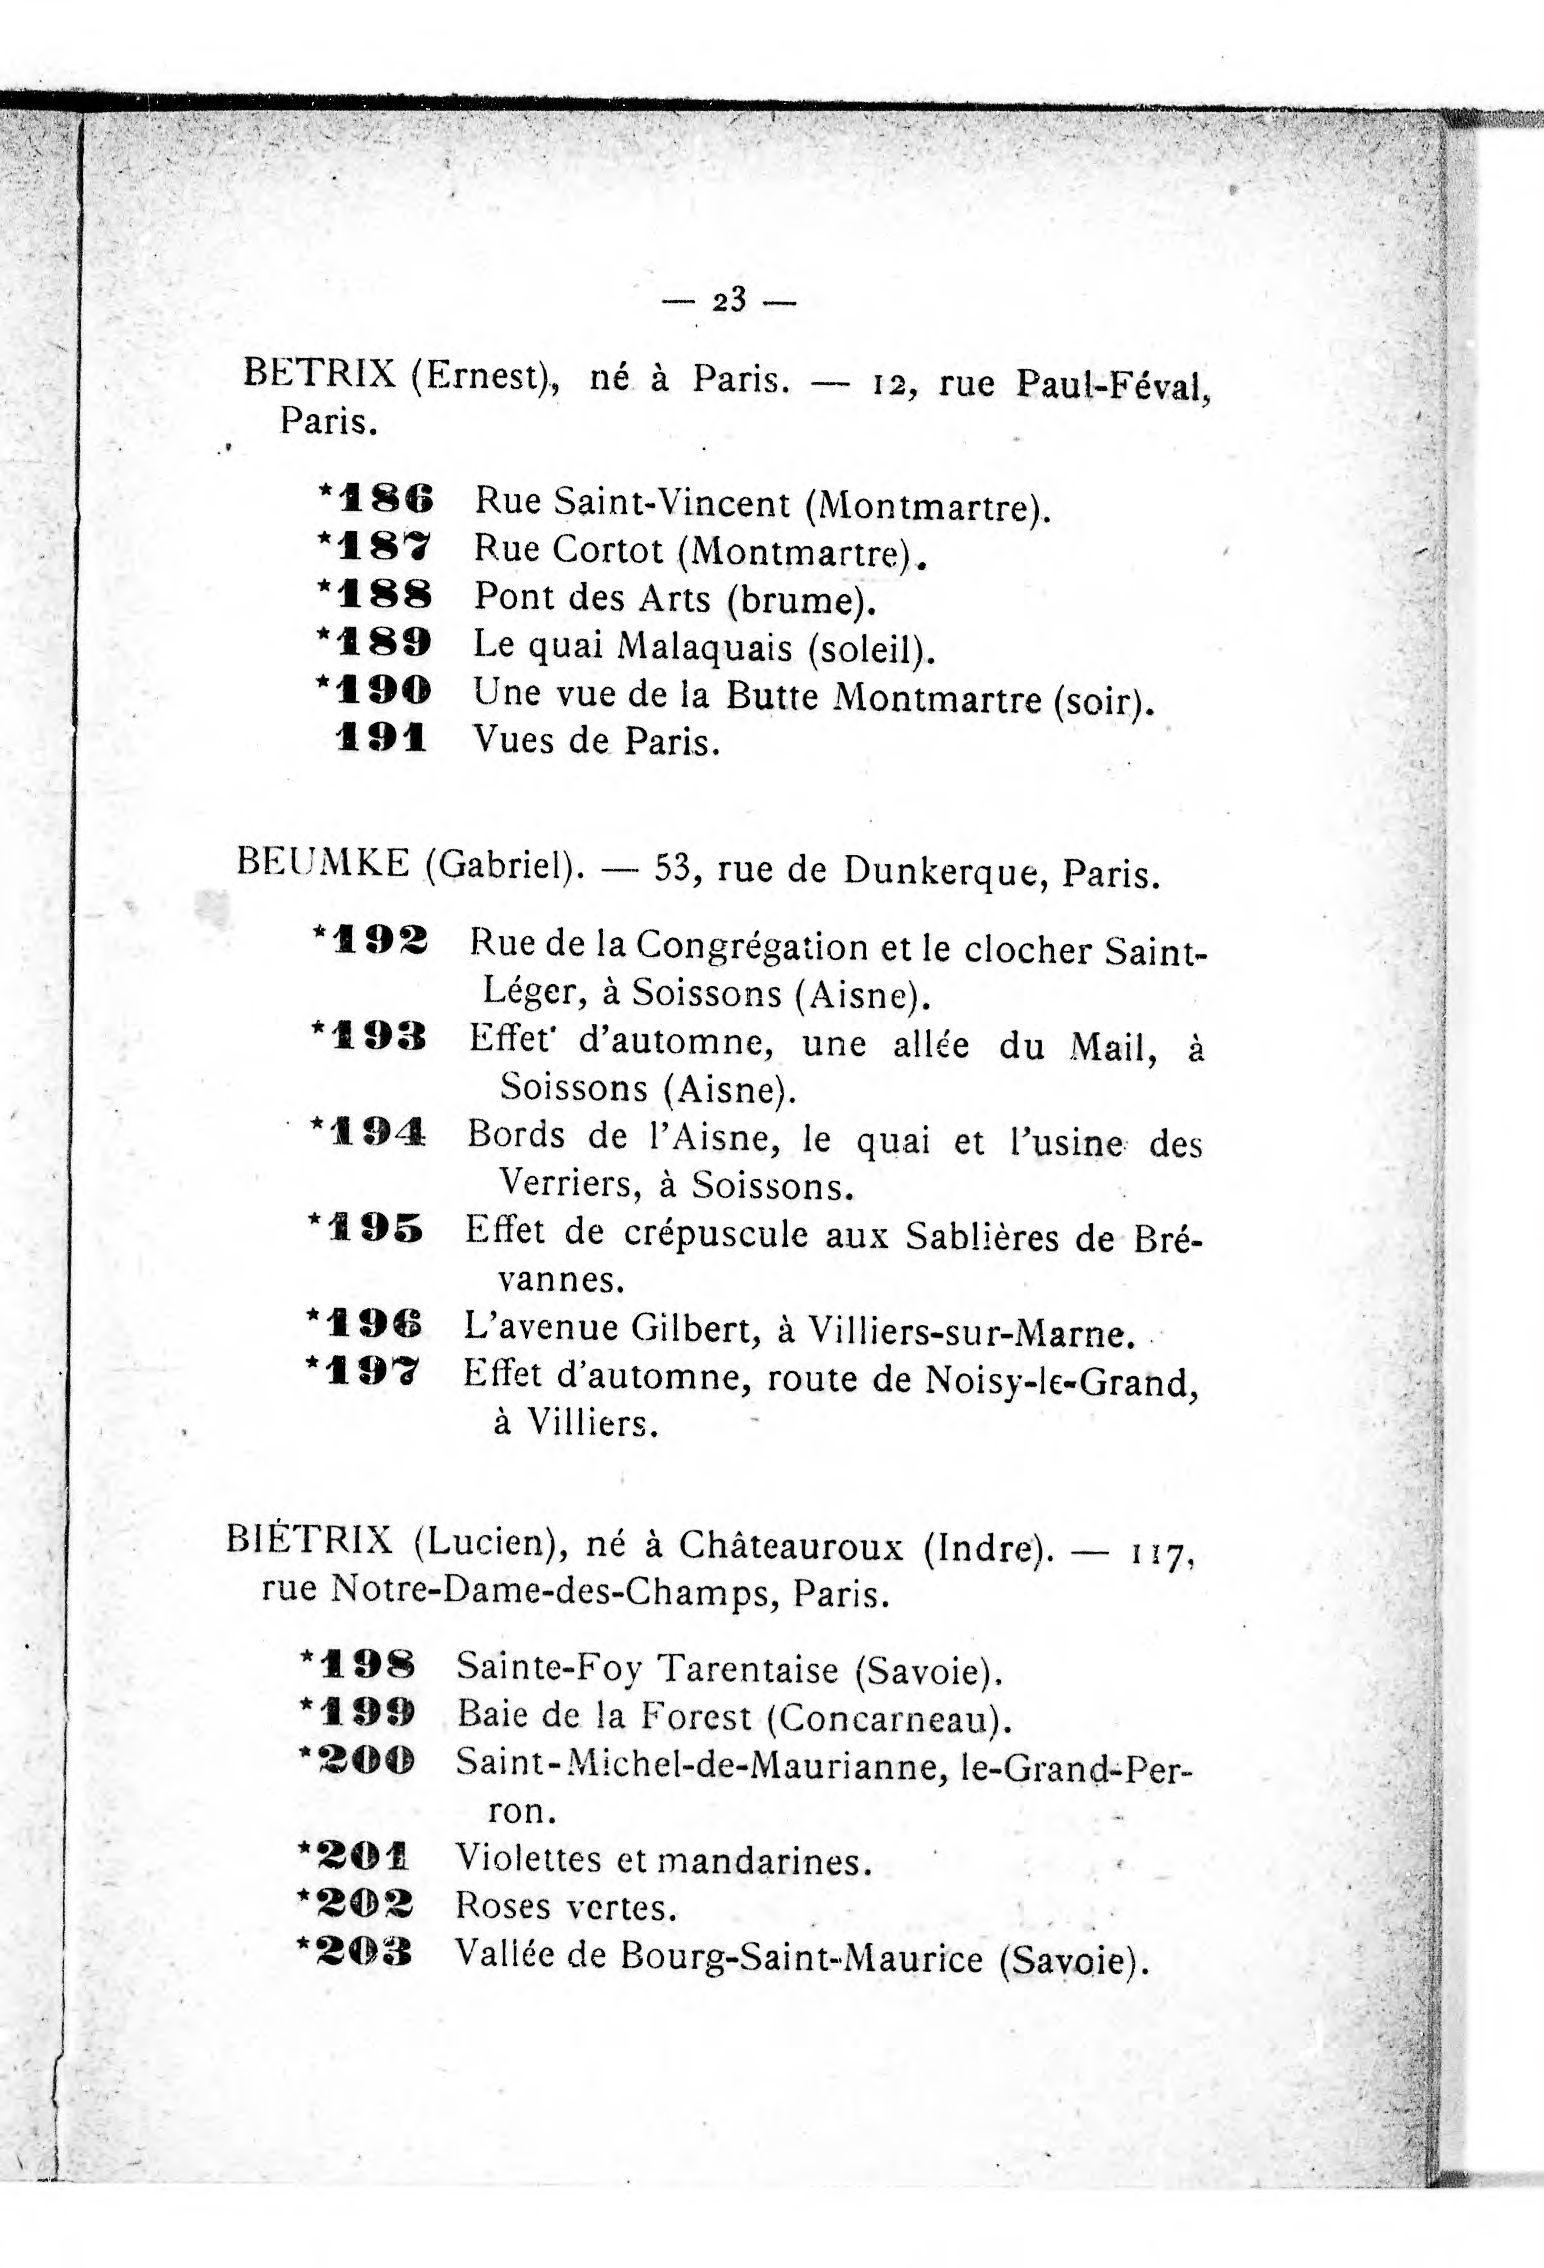 — 23 —
BETRIX (Ernest), né à Paris. — 12, rue Paul-Féval,
Paris.
*186 Rue Saint-Vincent (Montmartre).
*187 Rue Cortot (Montmartre).
*188 Pont des Arts (brume).
*189 Le quai Malaquais (soleil).
*190 Une vue de la Butte Montmartre (soir).
191 Vues de Paris.
BEUMKE (Gabriel). — 53, rue de Dunkerque, Paris.
*192 Rue de la Congrégation et le clocher Saint-
Léger, à Soissons (Aisne).
*193 Effet d'automne, une allée du Mail, à
Soissons (Aisne).
*194 Bords de l'Aisne, le quai et l'usine des
Verriers, à Soissons.
*195 Effet de crépuscule aux Sablières de Bré-
vannes.
*196 L'avenue Gilbert, à Villiers-sur-Marne.
*197 Effet d'automne, route de Noisy-le-Grand,
à Villiers.
BIÉTRIX (Lucien), né à Châteauroux (Indre). — 117,
rue Notre-Dame-des-Champs, Paris.
*198 Sainte-Foy Tarentaise (Savoie).
*199 Baie de la Forest (Concarneau).
*200 Saint-Michel-de-Maurianne, le-Grand-Per-
ron.
*201 Violettes et mandarines.
*202 Roses vertes.
*203 Vallée de Bourg-Saint-Maurice (Savoie).